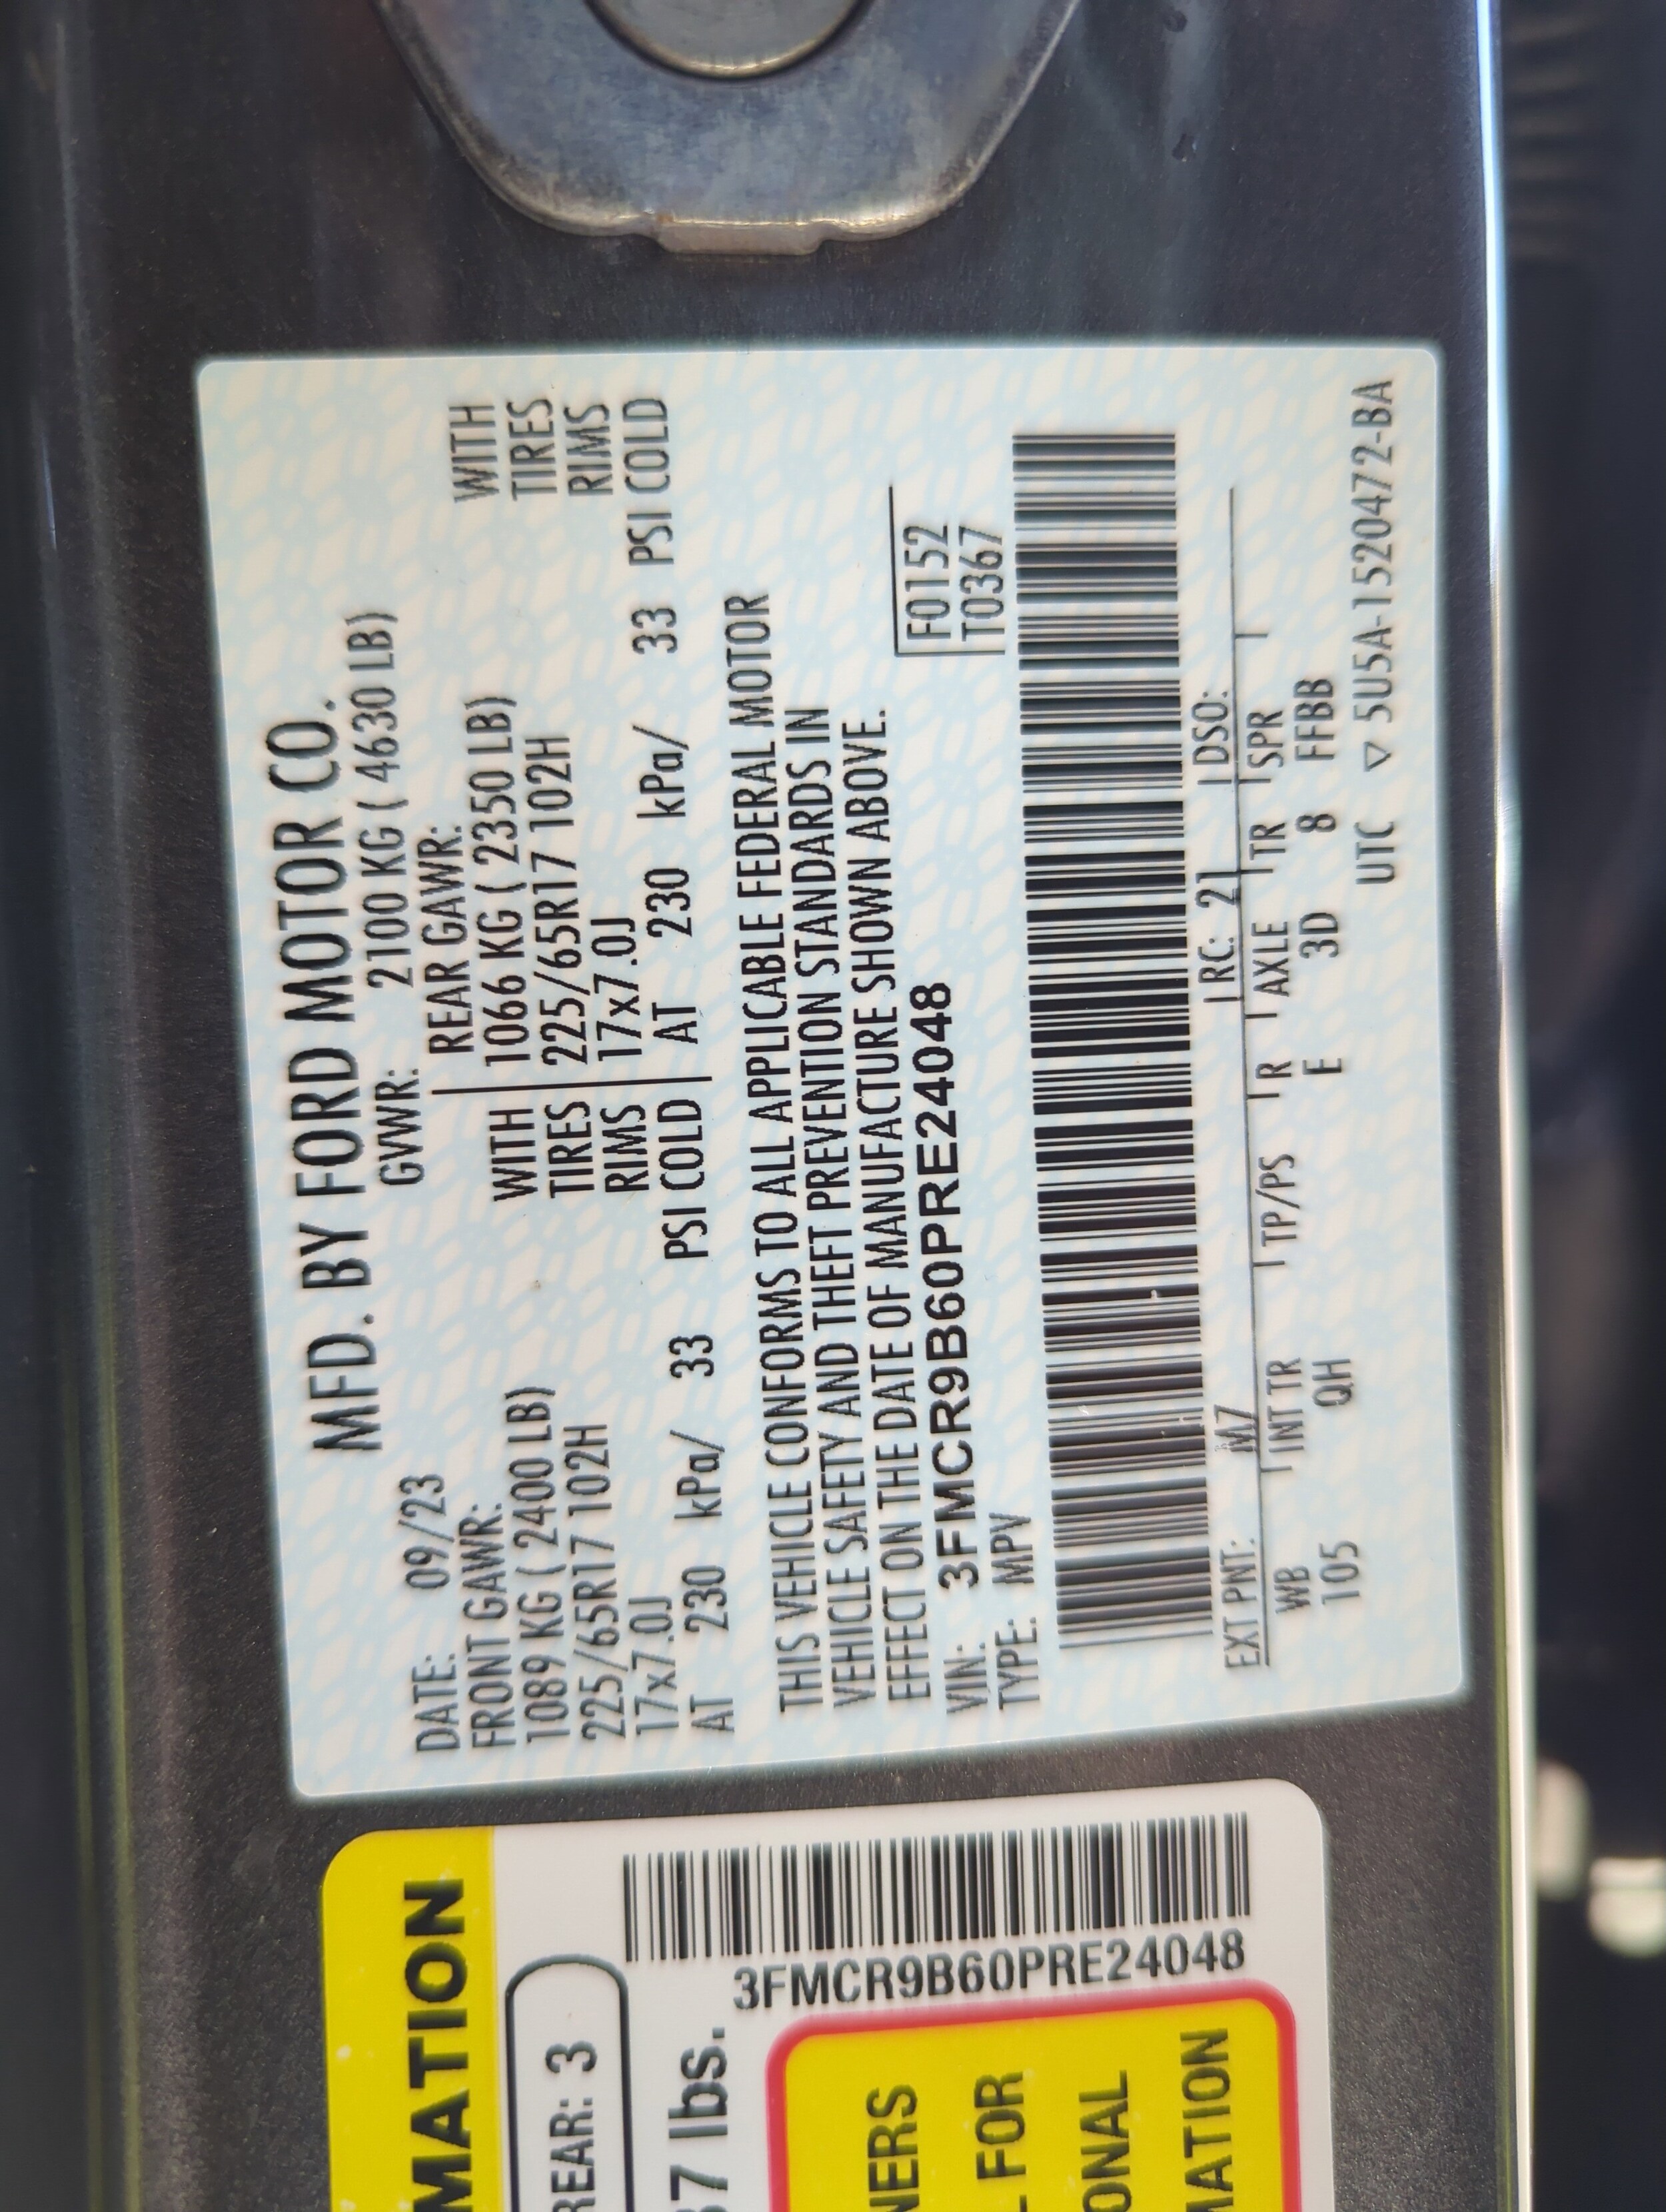 MFD. BY FORD MOTOR CO.
DATE: 09/23 GVWR: 2100 KG ( 4630 LB)
FRONT GAWR: REAR GAWR:
1089 KG ( 2400 LB) WITH 1066 KG ( 2350 LB) WITH
225/65R17 102H TIRES 225/65R17 102H TIRES
17x7.0J RIMS 17x7.0J RIMS
AT 230 kPa/ 33 PSI COLD AT 230 kPa/ 33 PSI COLD
THIS VEHICLE CONFORMS TO ALL APPLICABLE FEDERAL MOTOR
VEHICLE SAFETY AND THEFT PREVENTION STANDARDS IN
EFFECT ON THE DATE OF MANUFACTURE SHOWN ABOVE.
VIN: 3FMCR9B60PRE24048
TYPE: MPV
F0152
T0367
EXT PNT: M7 RC: 21 DSO:
WB INT TR TP/PS R AXLE TR SPR
105 QH E 3D 8 FFBB
UTC ▽ 5U5A-1520472-BA
MATION
REAR: 3
37 lbs.
3FMCR9B60PRE24048
NERS
L FOR
ONAL
MATION